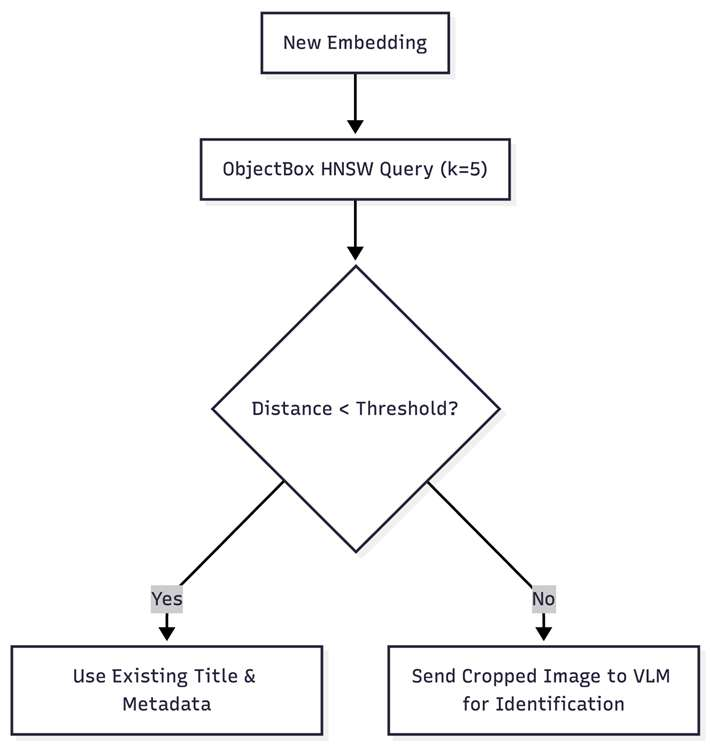 New Embedding
ObjectBox HNSW Query (k=5)
Distance < Threshold?
Yes
No
Use Existing Title &
Metadata
Send Cropped Image to VLM
for Identification